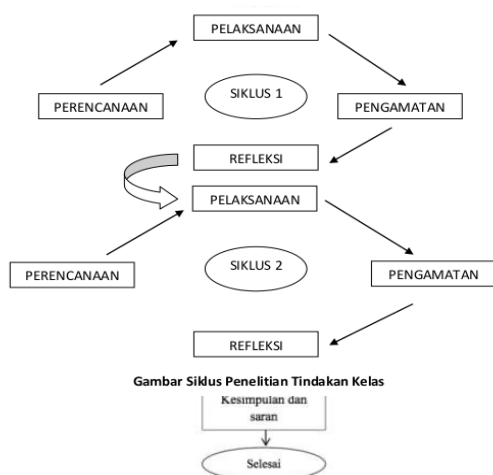 PELAKSANAAN
SIKLUS 1
PERENCANAAN
PENGAMATAN
REFLEKSI
PELAKSANAAN
SIKLUS 2
PERENCANAAN
PENGAMATAN
REFLEKSI
Gambar Siklus Penelitian Tindakan Kelas
Kesimpulan dan
saran
Selesai